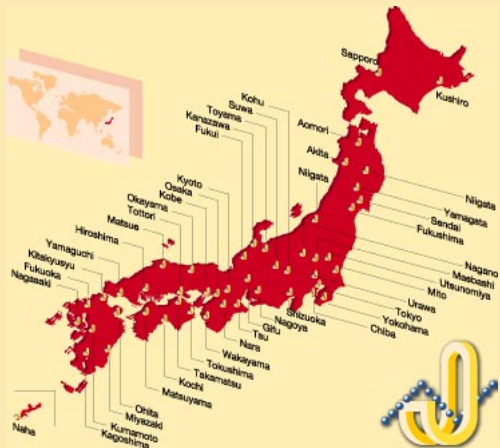 Sapporo
Kushiro
Kohu
Suwa
Toyama
Kanazawa
Fukui
Aomori
Akita
Niigata
Kyoto
Osaka
Kobe
Okayama
Tottori
Matsue
Hiroshima
Yamaguchi
Kitakyusyu
Fukuoka
Nagasaki
Niigata
Yamagata
Sendai
Fukushima
Nagano
Maebashi
Utsunomiya
Mito
Urawa
Tokyo
Yokohama
Chiba
Shizuoka
Nagoya
Gifu
Tsu
Nara
Wakayama
Tokushima
Takamatsu
Kochi
Matsuyama
Ohita
Miyazaki
Kumamoto
Kagoshima
Naha